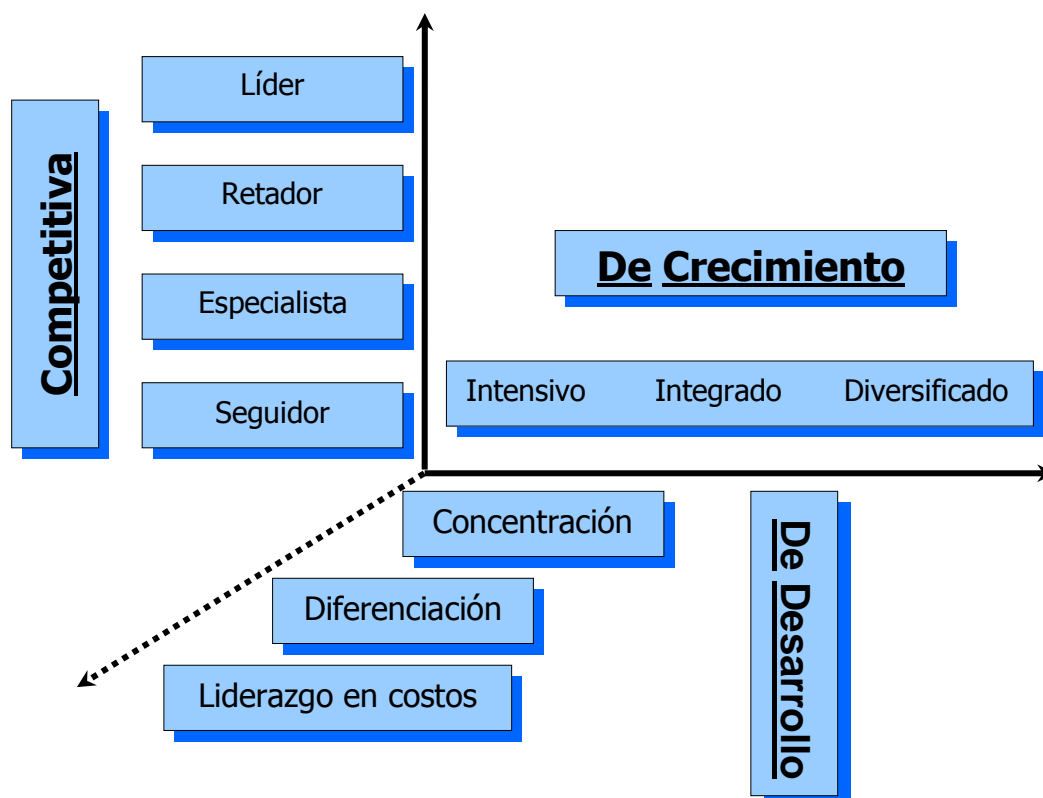 Líder
Competitiva
Retador
De Crecimiento
Especialista
Intensivo Integrado Diversificado
Seguidor
Concentración
De Desarrollo
Diferenciación
Liderazgo en costos